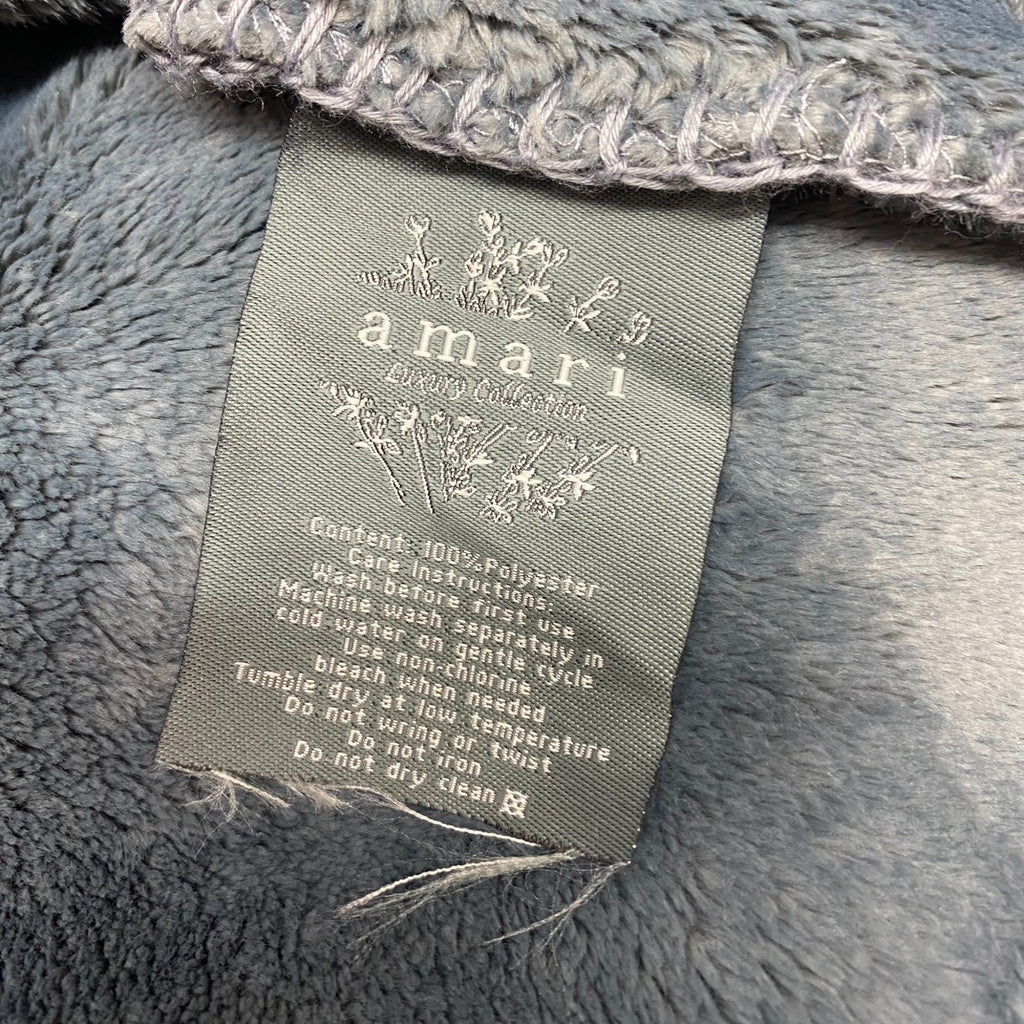 amari
Luxury Collection
Content: 100%Polyester
Care Instructions:
Wash before first use
Machine wash separately in
cold water on gentle cycle
Use non-chlorine
bleach when needed
Tumble dry at low temperature
Do not wring or twist
Do not iron
Do not dry clean